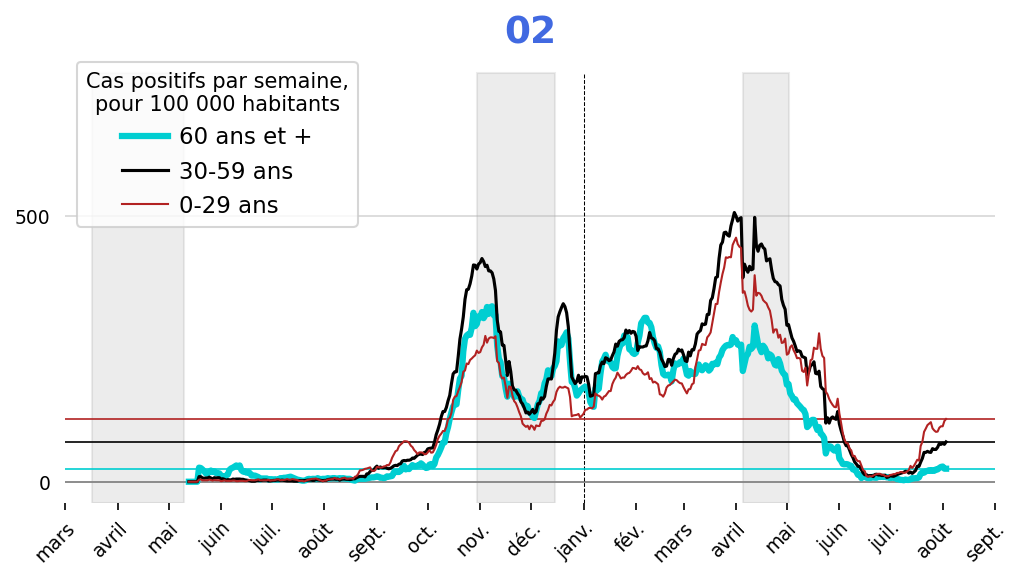 02
Cas positifs par semaine,
pour 100 000 habitants
60 ans et +
30-59 ans
0-29 ans
500
0
mars
avril
mai
juin
juil.
août
sept.
oct.
nov.
déc.
janv.
fév.
mars
avril
mai
juin
juil.
août
sept.